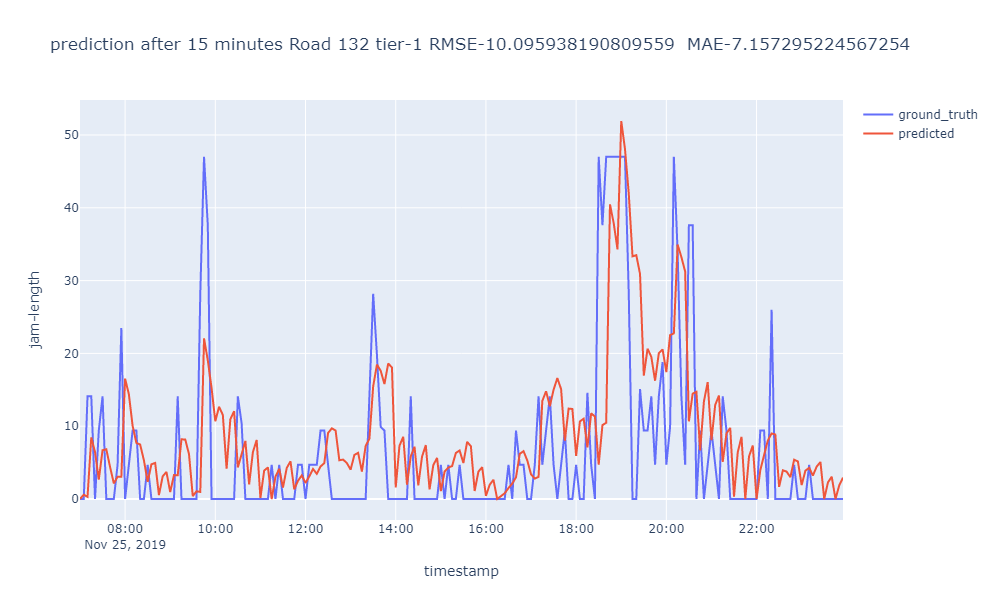 prediction after 15 minutes Road 132 tier-1 RMSE-10.095938190809559  MAE-7.157295224567254
ground_truth
predicted
50
40
30
20
10
0
jam-length
08:00 10:00 12:00 14:00 16:00 18:00 20:00 22:00
Nov 25, 2019
timestamp